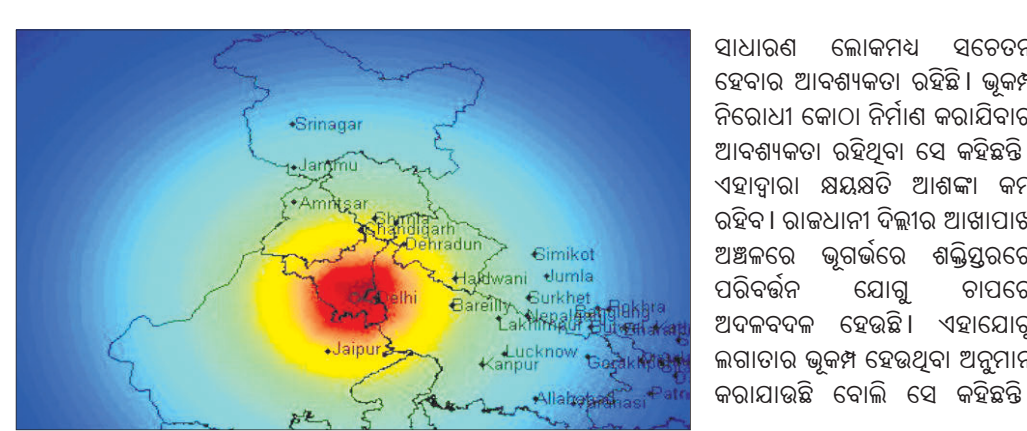 Srinagar
Jammu
Amritsar
Shimla
Chandigarh
Dehradun
Simikot
Haldwani
Jumla
Delhi
Bareilly
Surkhet
Pokhra
Nepalganj
Lakhimpur
Jaipur
Lucknow
Kanpur
Allahabad
Varanasi
ସାଧାରଣ ଲୋକମଧ୍ୟ ସଚେତନ
ହେବାର ଆବଶ୍ୟକତା ରହିଛି। ଭୂକମ୍ପ
ନିରୋଧୀ କୋଠା ନିର୍ମାଣ କରାଯିବାର
ଆବଶ୍ୟକତା ରହିଥିବା ସେ କହିଛନ୍ତି
ଏହାଦ୍ୱାରା କ୍ଷୟକ୍ଷତି ଆଶଙ୍କା କମ
ରହିବ। ରାଜଧାନୀ ଦିଲ୍ଲୀର ଆଖାପାଖ
ଅଞ୍ଚଳରେ ଭୂଗର୍ଭରେ ଶକ୍ତିସ୍ତରରେ
ପରିବର୍ତ୍ତନ ଯୋଗୁ ଚାପରେ
ଅଦଳବଦଳ ହେଉଛି। ଏହାଯୋଗୁ
ଲଗାତାର ଭୂକମ୍ପ ହେଉଥିବା ଅନୁମାନ
କରାଯାଉଛି ବୋଲି ସେ କହିଛନ୍ତି